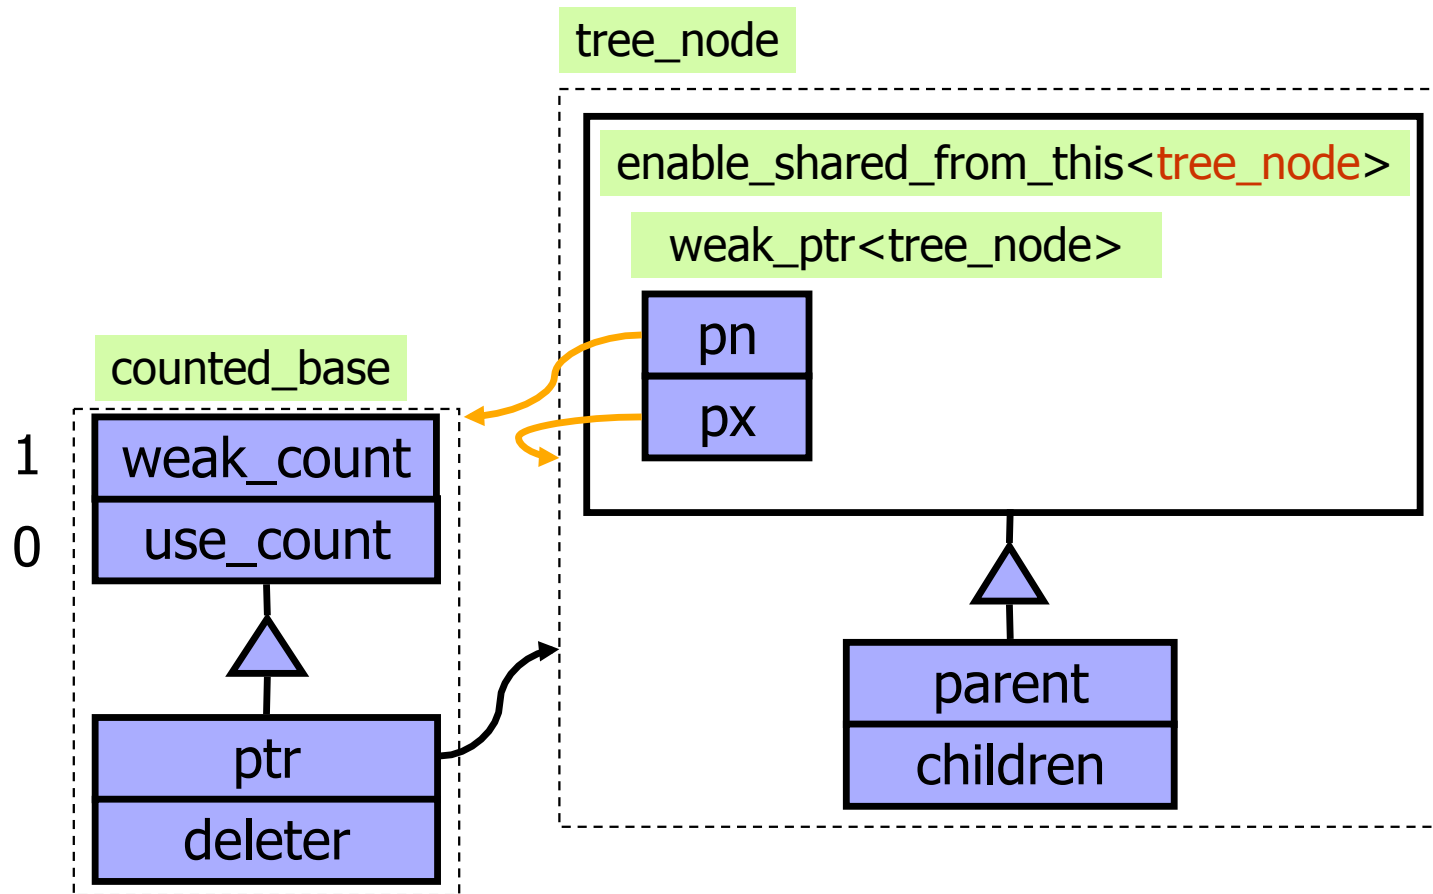 tree_node
enable_shared_from_this<tree_node>
weak_ptr<tree_node>
pn
px
counted_base
1
weak_count
0
use_count
ptr
deleter
parent
children